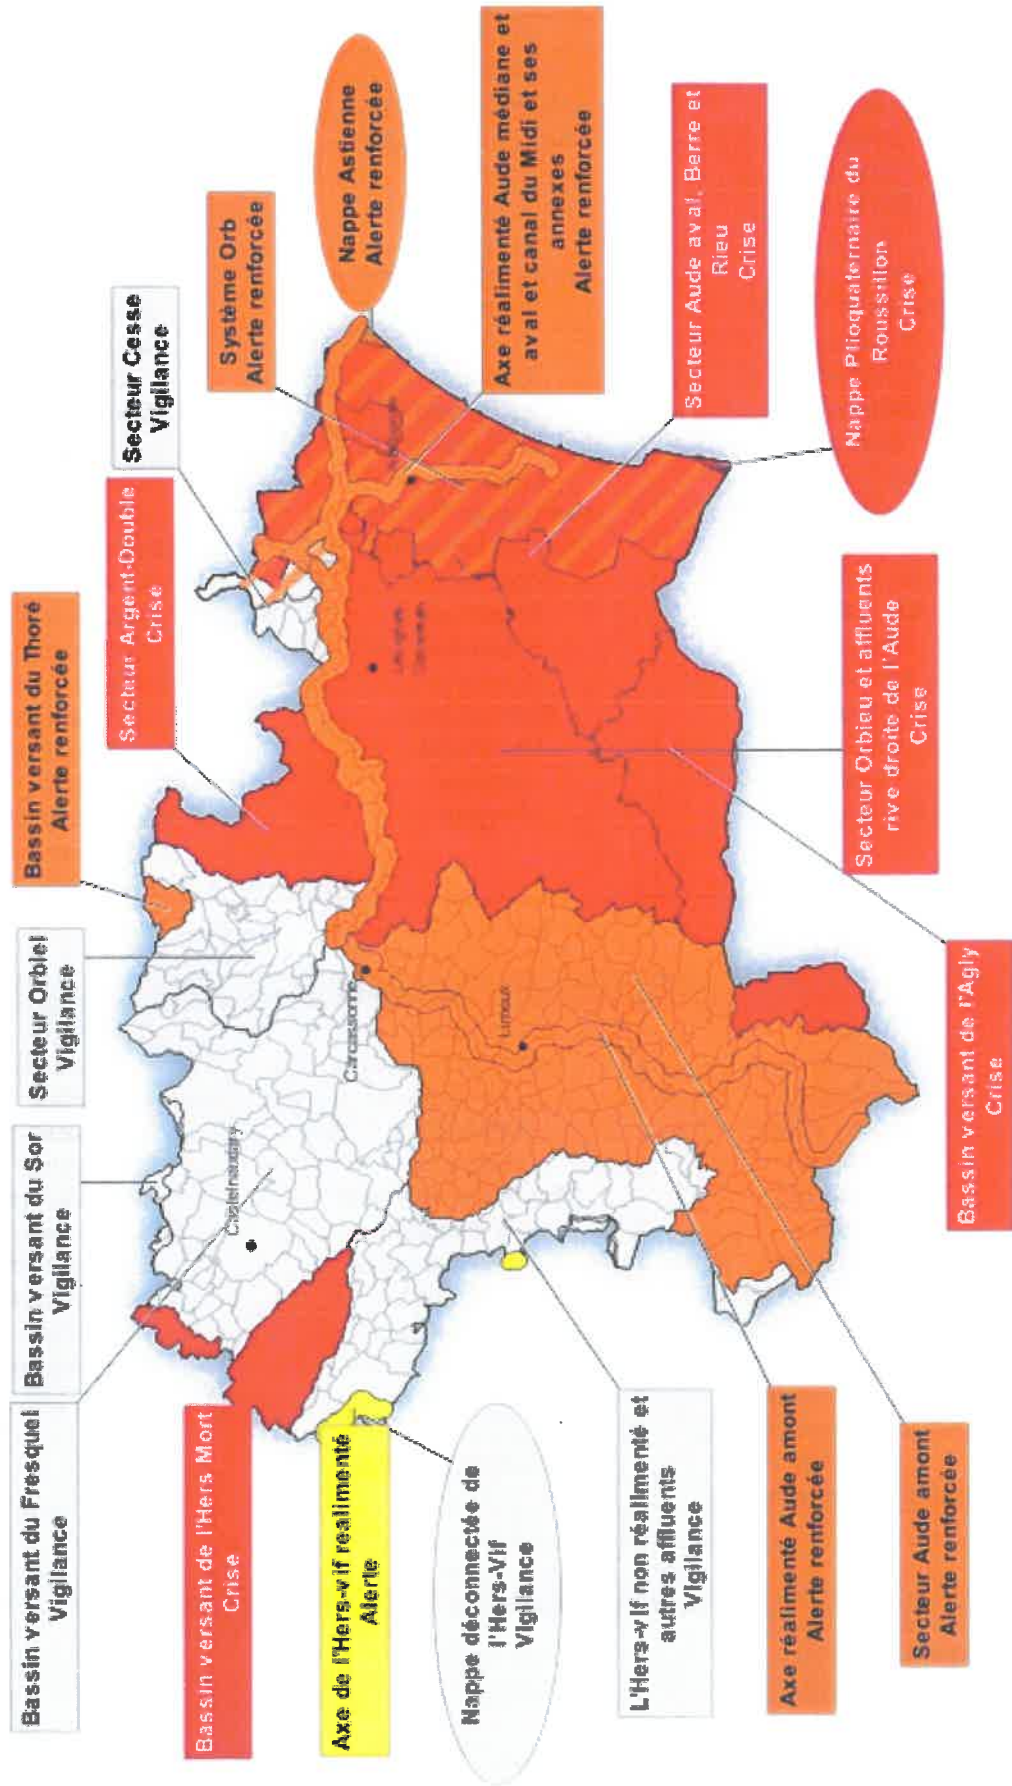 Bassin versant du Fresquel
Vigilance
Bassin versant du Sor
Vigilance
Secteur Orbiel
Vigilance
Bassin versant du Thoré
Alerte renforcée
Secteur Argent-Double
Crise
Secteur Cesse
Vigilance
Système Orb
Alerte renforcée
Nappe Astienne
Alerte renforcée
Axe réalimenté Aude médiane et
aval et canal du Midi et ses
annexes
Alerte renforcée
Secteur Aude aval, Berre et
Rieu
Crise
Nappe Plioquaternaire du
Roussillon
Crise
Secteur Orbieu et affluents
rive droite de l'Aude
Crise
Bassin versant de l'Agly
Crise
Secteur Aude amont
Alerte renforcée
Axe réalimenté Aude amont
Alerte renforcée
L'Hers-vif non réalimenté et
autres affluents
Vigilance
Nappe déconnectée de
l'Hers-Vif
Vigilance
Axe de l'Hers-vif realimenté
Alerte
Bassin versant de l'Hers Mort
Crise
Castelnaudary
Carcassonne
Limoux